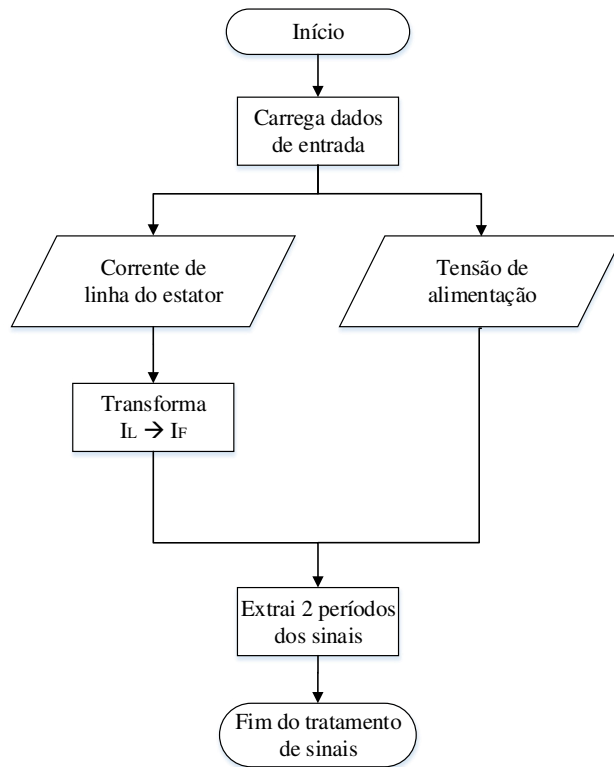 Início
Carrega dados
de entrada
Corrente de
linha do estator
Tensão de
alimentação
Transforma
IL → IF
Extrai 2 períodos
dos sinais
Fim do tratamento
de sinais